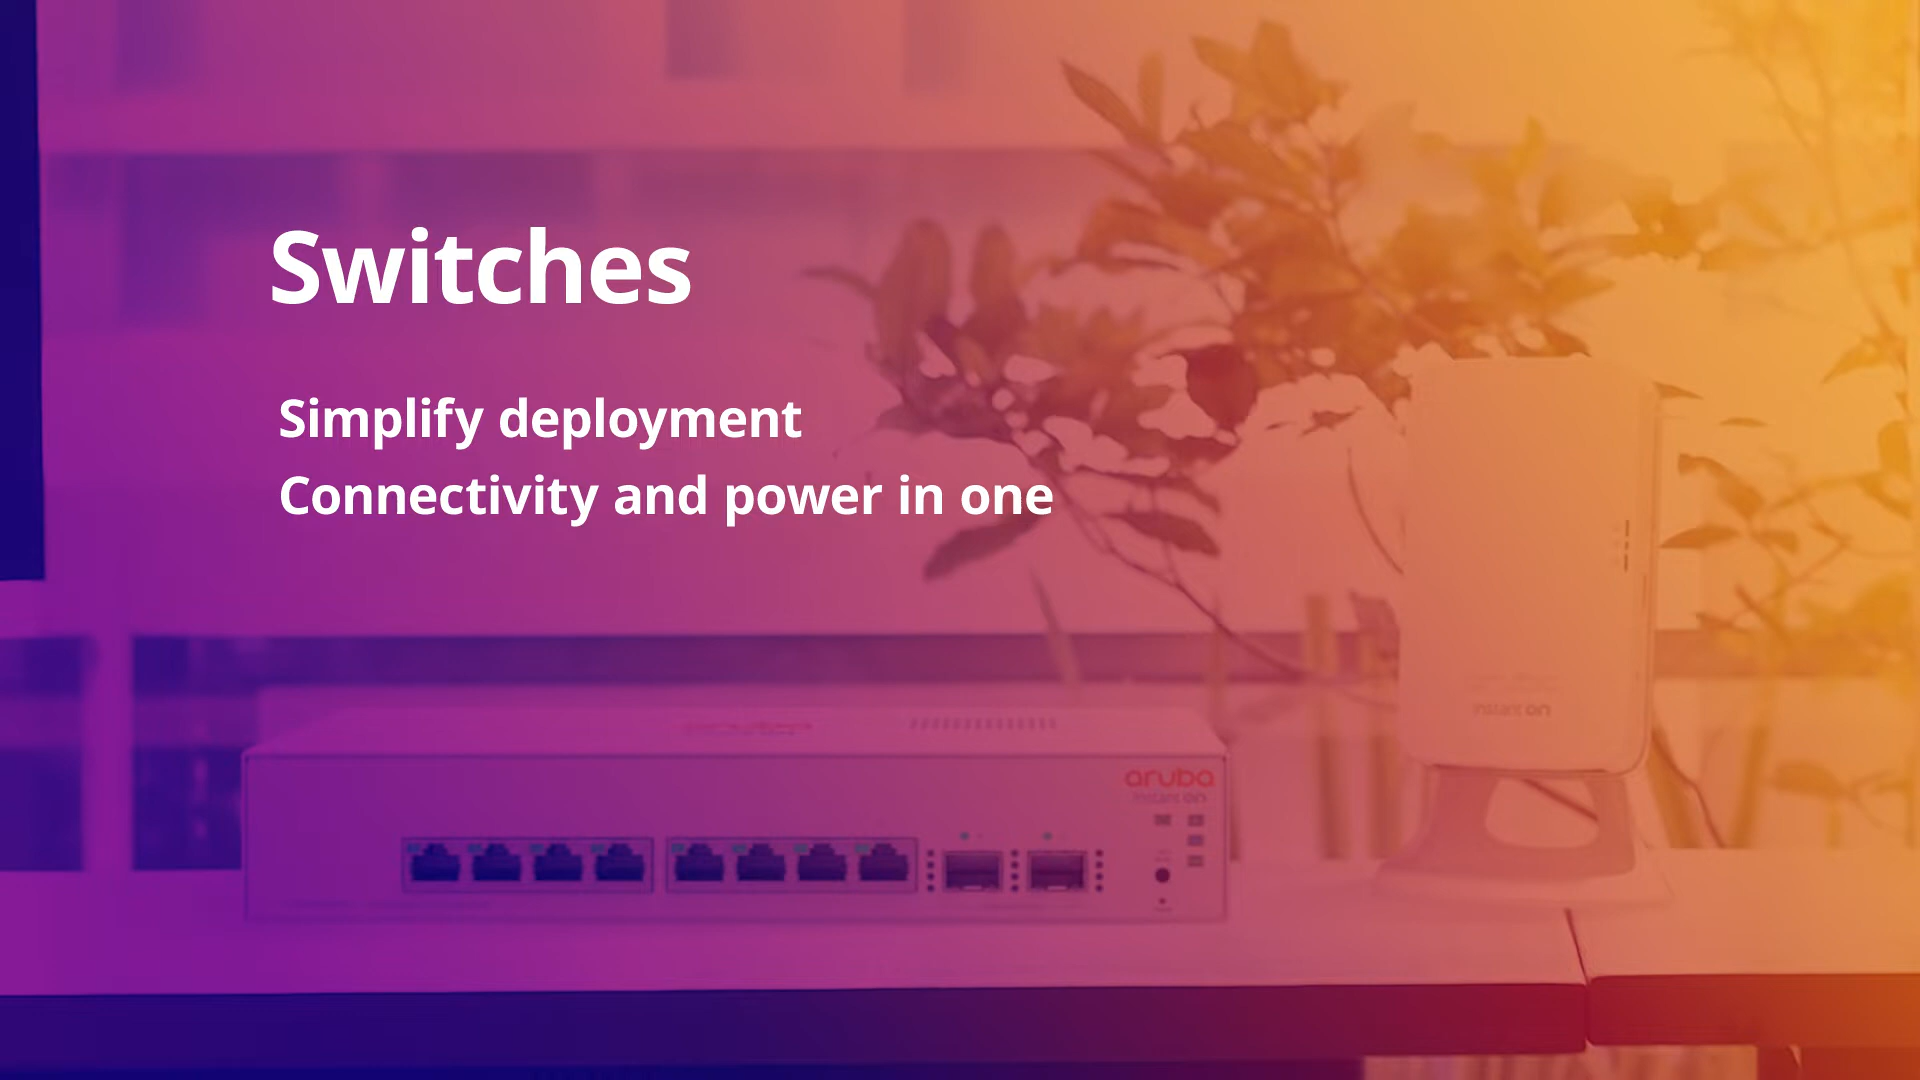 Switches
Simplify deployment
Connectivity and power in one
instant on
aruba
instant on